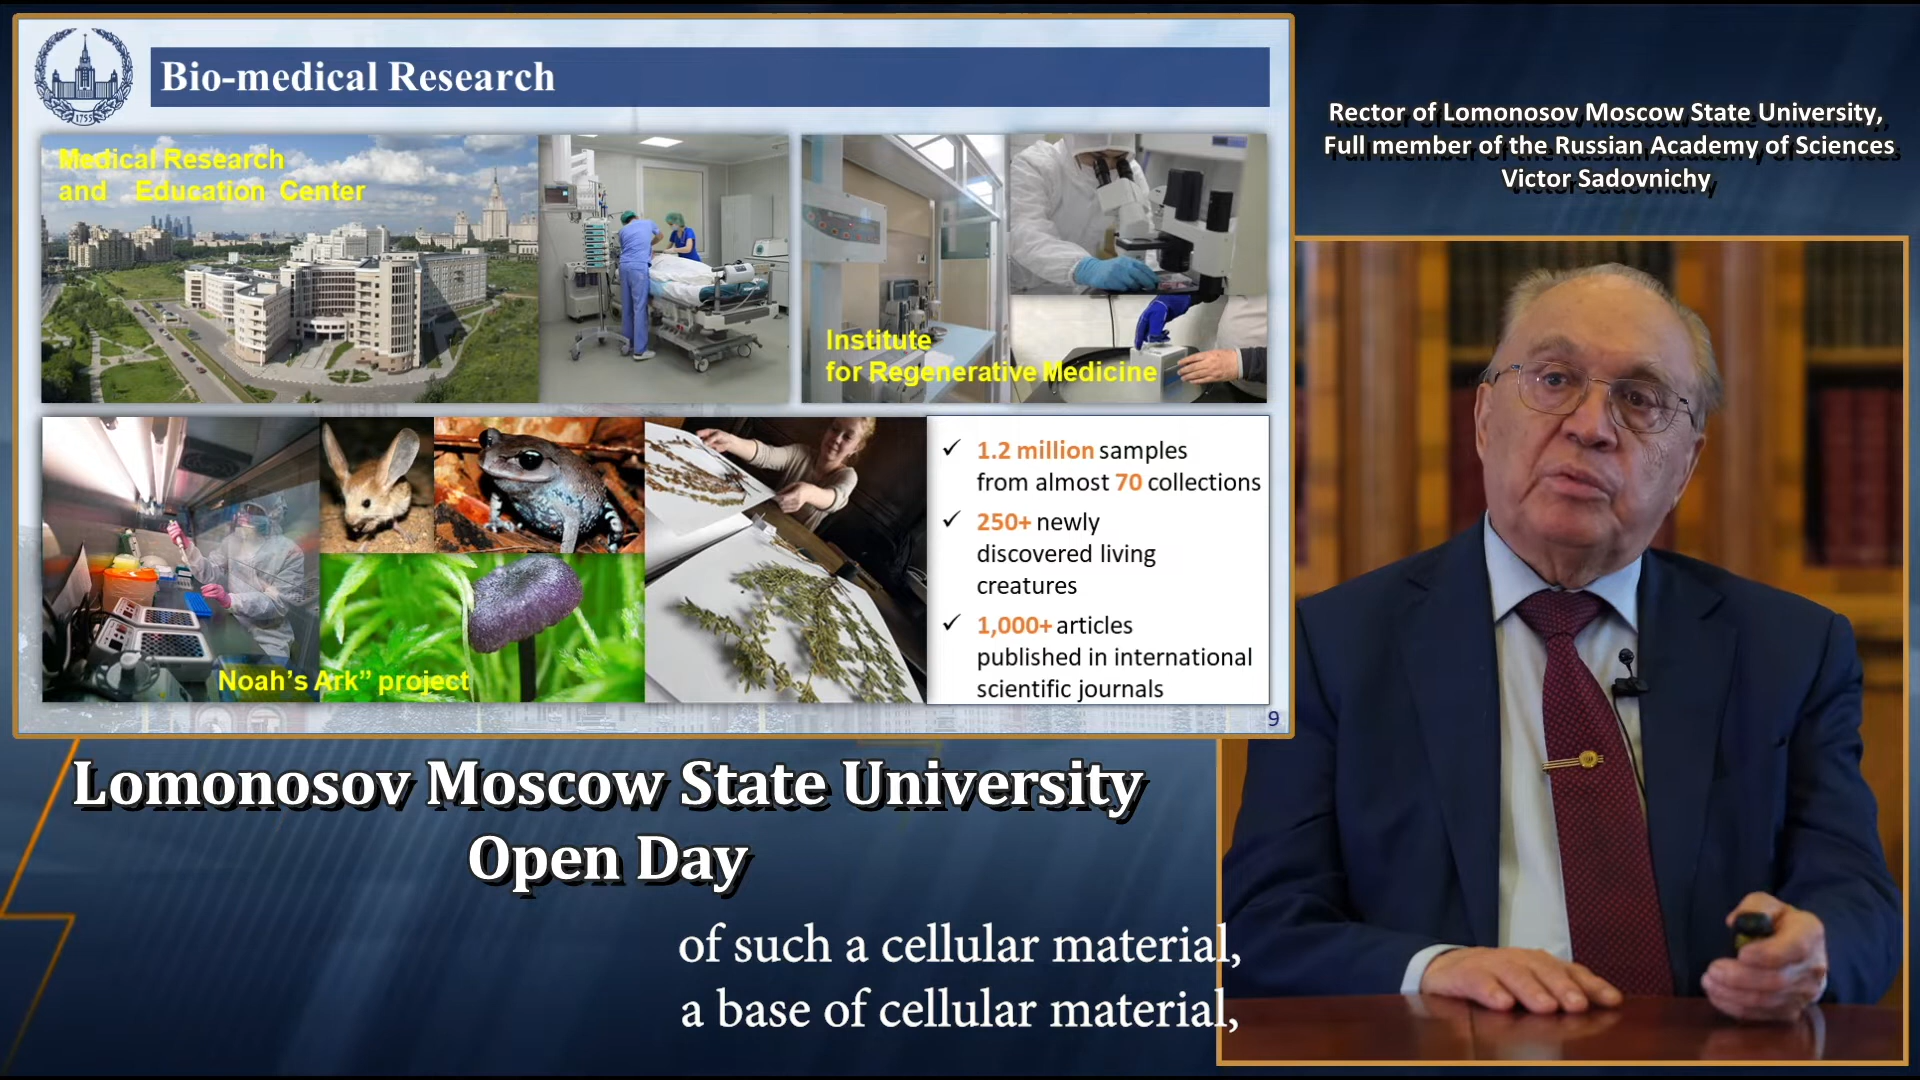 1755
Bio-medical Research
Medical Research
and Education Center
Institute
for Regenerative Medicine
Noah's Ark" project
✓ 1.2 million samples
from almost 70 collections
✓ 250+ newly
discovered living
creatures
✓ 1,000+ articles
published in international
scientific journals
9
Rector of Lomonosov Moscow State University,
Full member of the Russian Academy of Sciences
Victor Sadovnichy
Lomonosov Moscow State University
Open Day
of such a cellular material,
a base of cellular material,